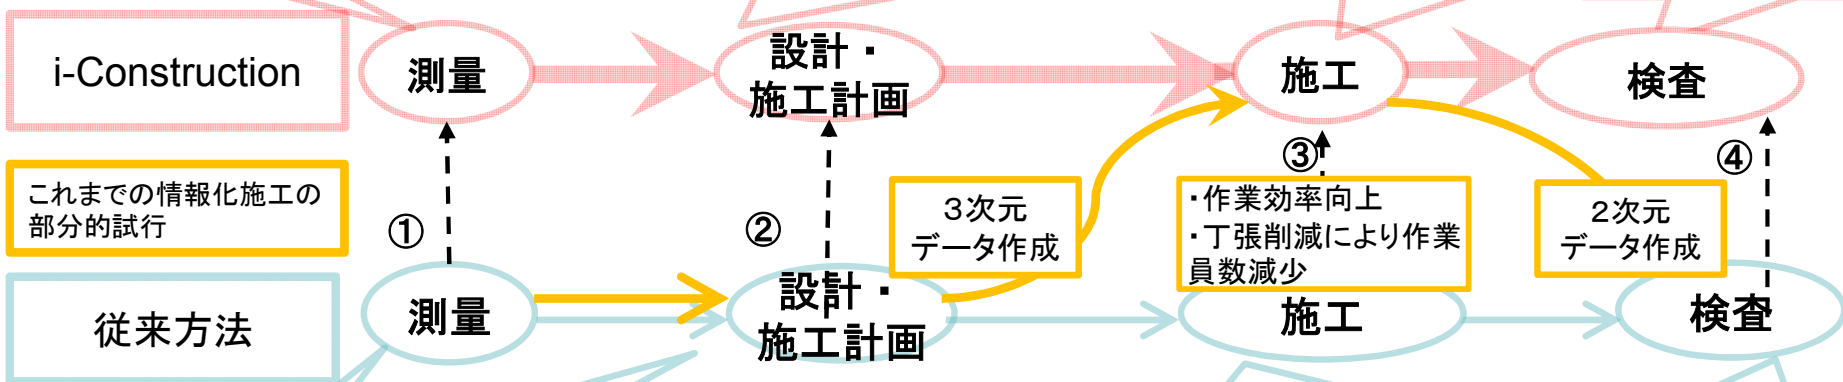 i-Construction
測量
設計・
施工計画
施工
検査
これまでの情報化施工の
部分的試行
①
②
３次元
データ作成
③
・作業効率向上
・丁張削減により作業
員数減少
２次元
データ作成
④
従来方法
測量
設計・
施工計画
施工
検査